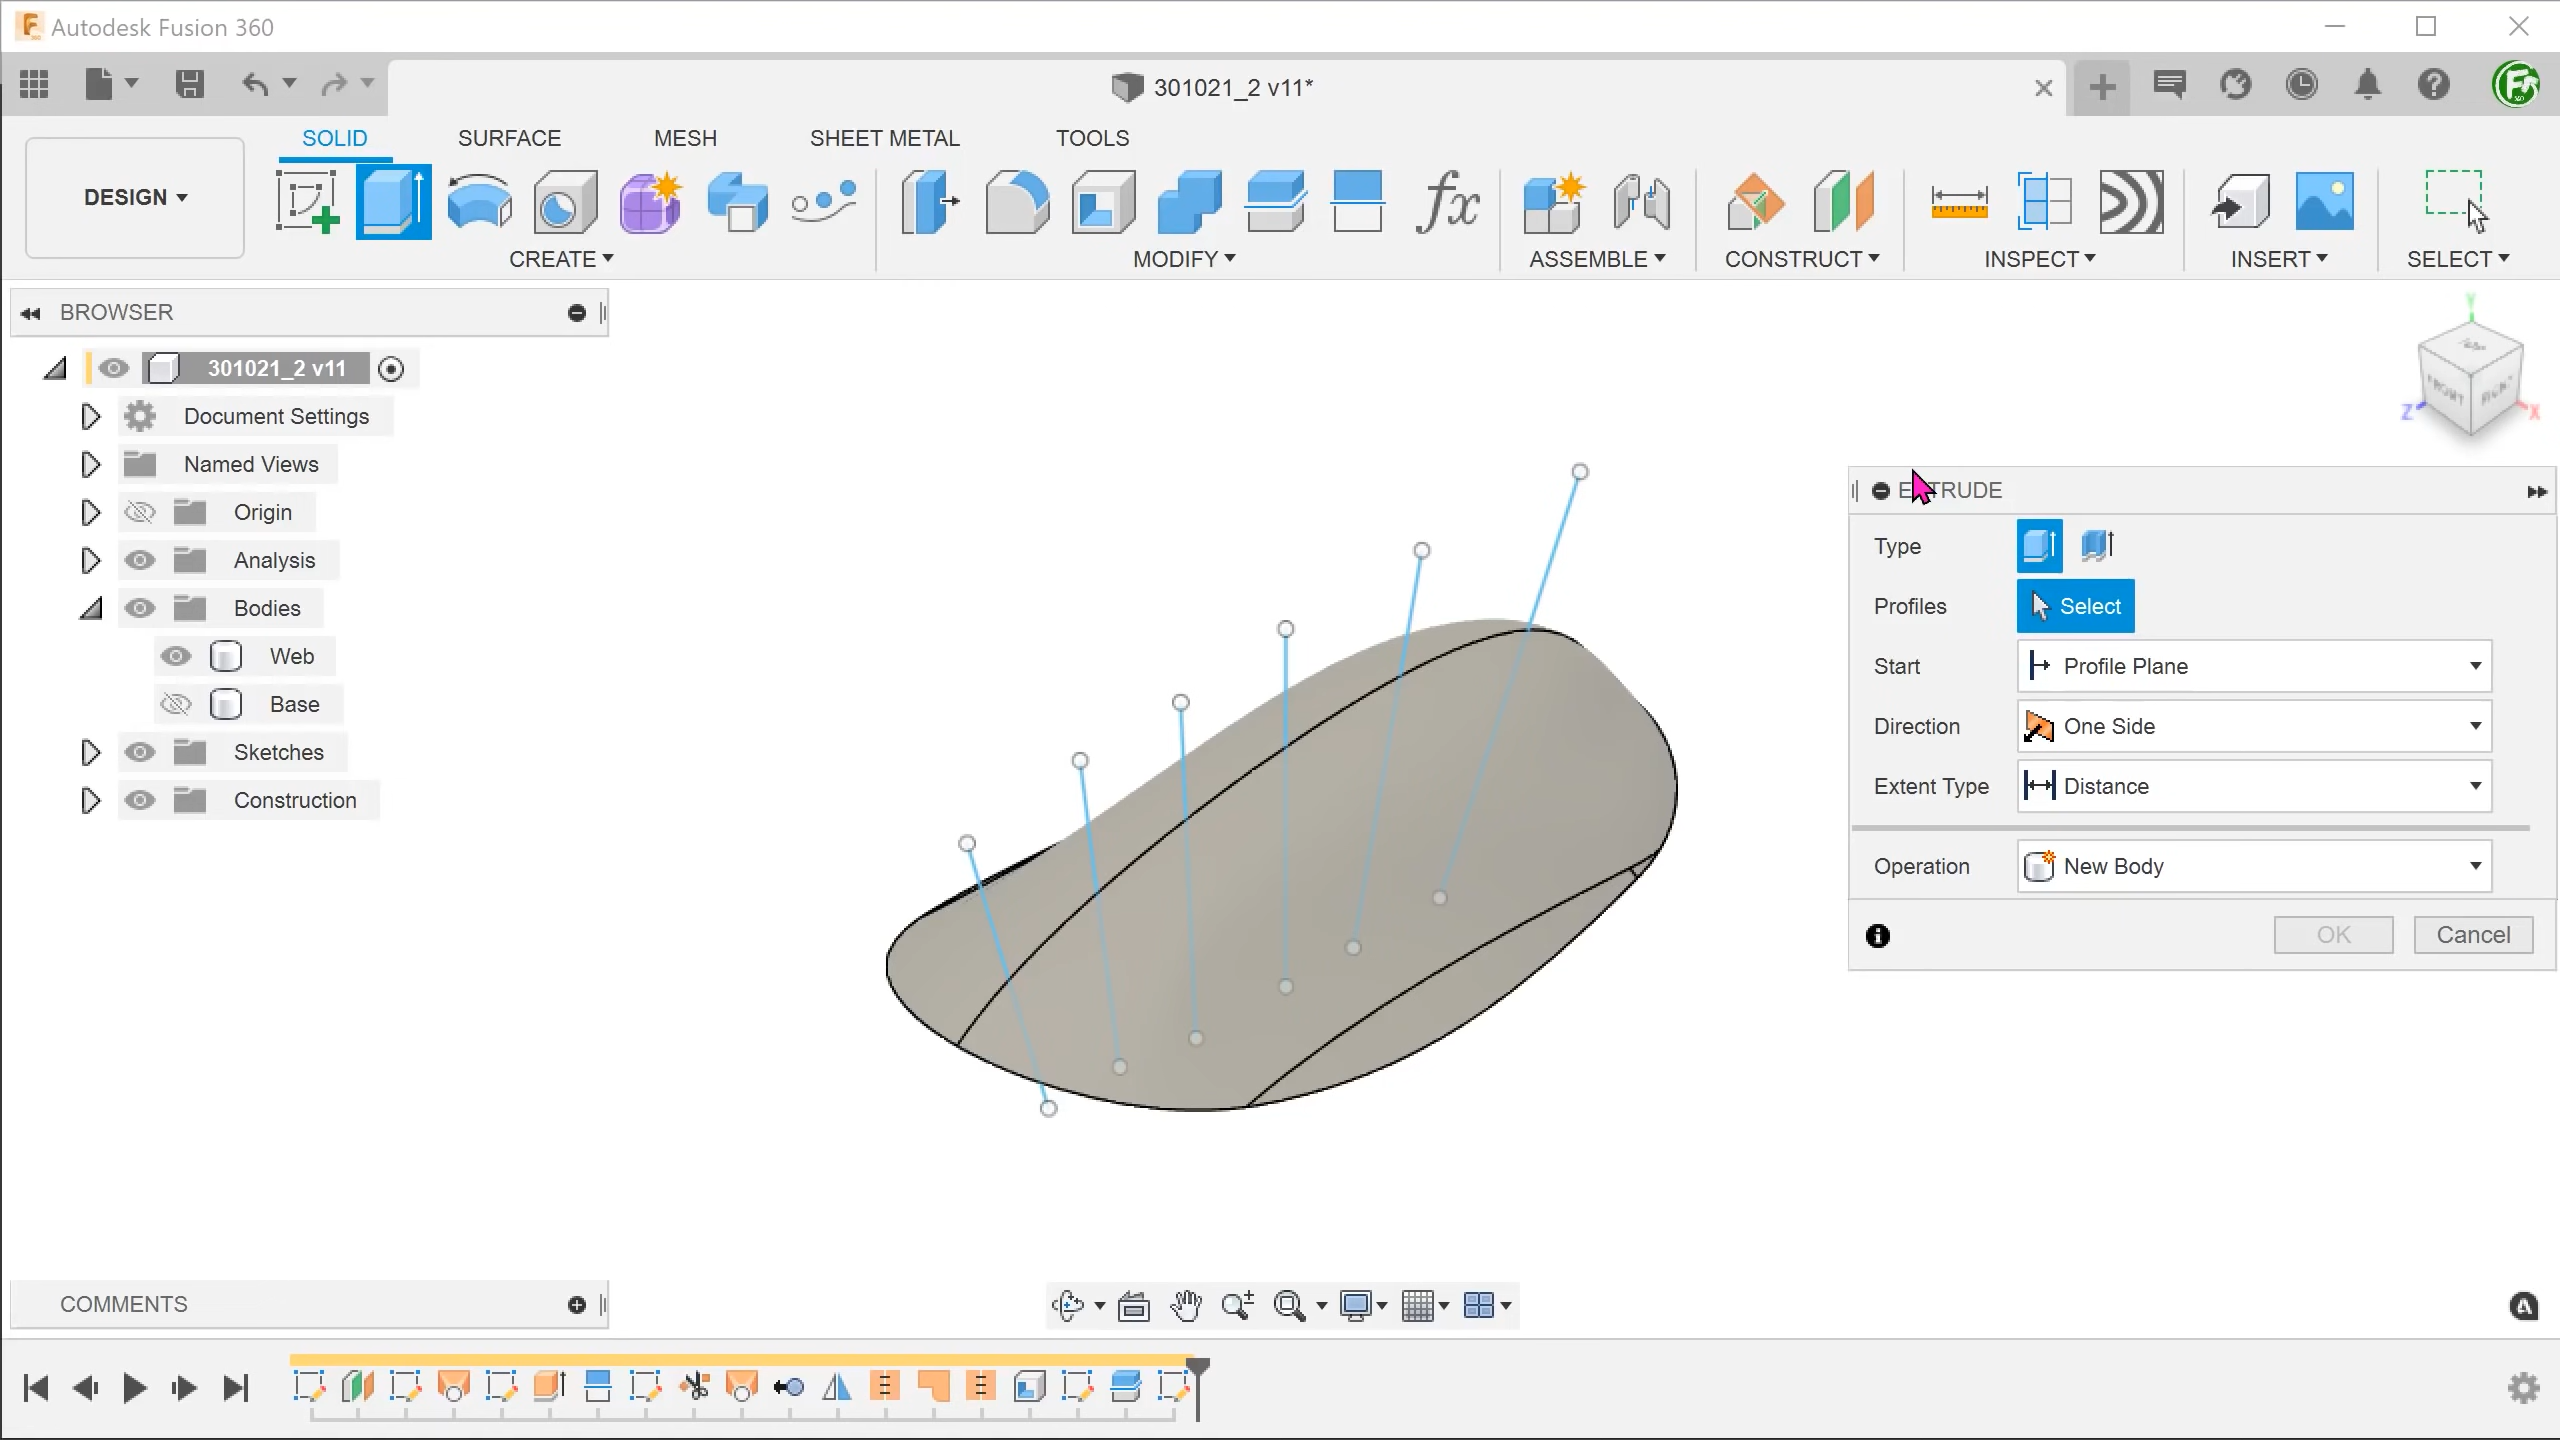 Autodesk Fusion 360
301021_2 v11*
SOLID SURFACE MESH SHEET METAL TOOLS
DESIGN
CREATE MODIFY ASSEMBLE CONSTRUCT INSPECT INSERT SELECT
BROWSER
301021_2 v11
Document Settings
Named Views
Origin
Analysis
Bodies
Web
Base
Sketches
Construction
Y
FRONT RIGHT
Z X
EXTRUDE
Type
Profiles Select
Start Profile Plane
Direction One Side
Extent Type Distance
Operation New Body
OK Cancel
COMMENTS